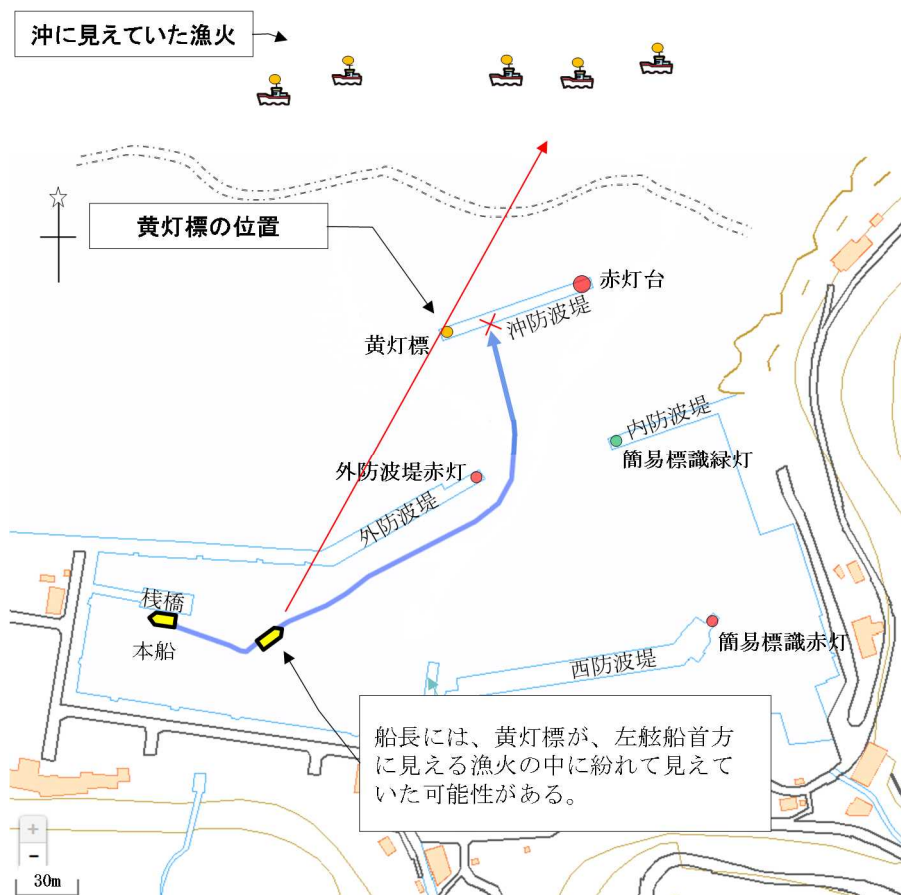 沖に見えていた漁火
黄灯標の位置
赤灯台
沖防波堤
黄灯標
内防波堤
簡易標識緑灯
外防波堤赤灯
外防波堤
桟橋
本船
簡易標識赤灯
西防波堤
船長には、黄灯標が、左舷船首方
に見える漁火の中に紛れて見えて
いた可能性がある。
+
-
30m